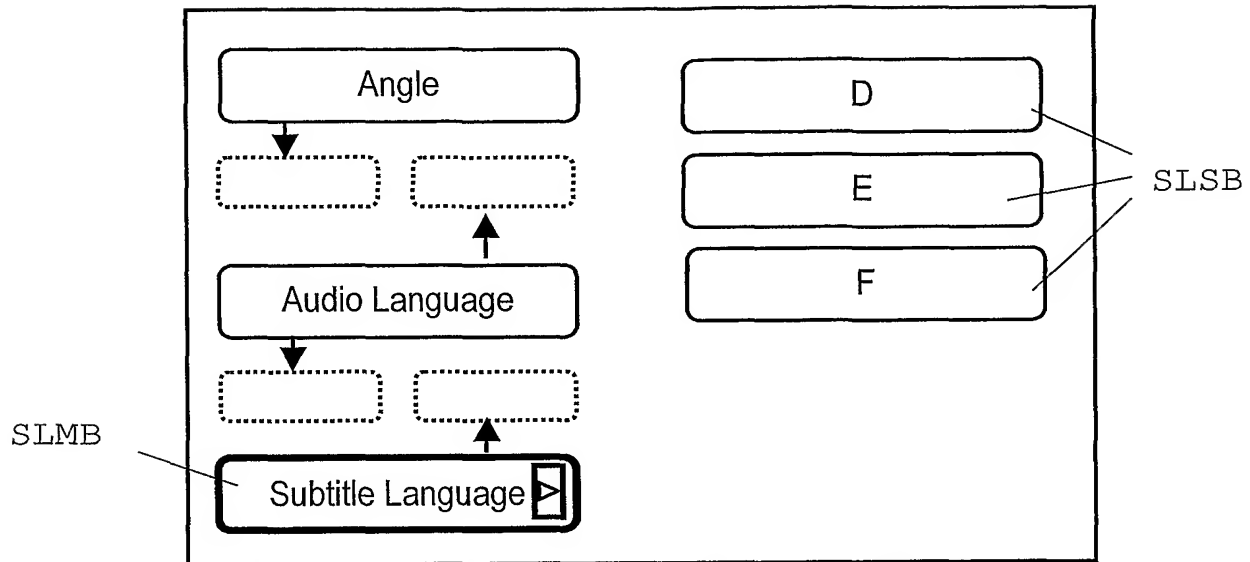 Angle
D
SLSB
E
Audio Language
F
SLMB
Subtitle Language